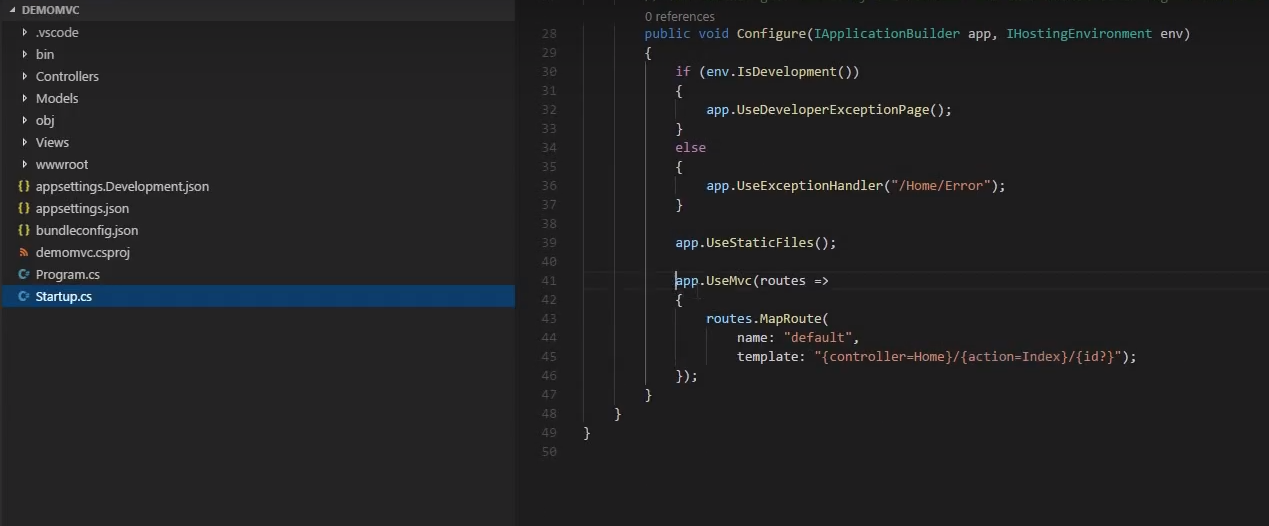 DEMOMVC
.vscode
bin
Controllers
Models
obj
Views
wwwroot
{} appsettings.Development.json
{} appsettings.json
{} bundleconfig.json
demomvc.csproj
C# Program.cs
C# Startup.cs
0 references
28 public void Configure(IApplicationBuilder app, IHostingEnvironment env)
29 {
30 if (env.IsDevelopment())
31 {
32 app.UseDeveloperExceptionPage();
33 }
34 else
35 {
36 app.UseExceptionHandler("/Home/Error");
37 }
38
39 app.UseStaticFiles();
40
41 app.UseMvc(routes =>
42 {
43 routes.MapRoute(
44 name: "default",
45 template: "{controller=Home}/{action=Index}/{id?}");
46 });
47 }
48 }
49 }
50